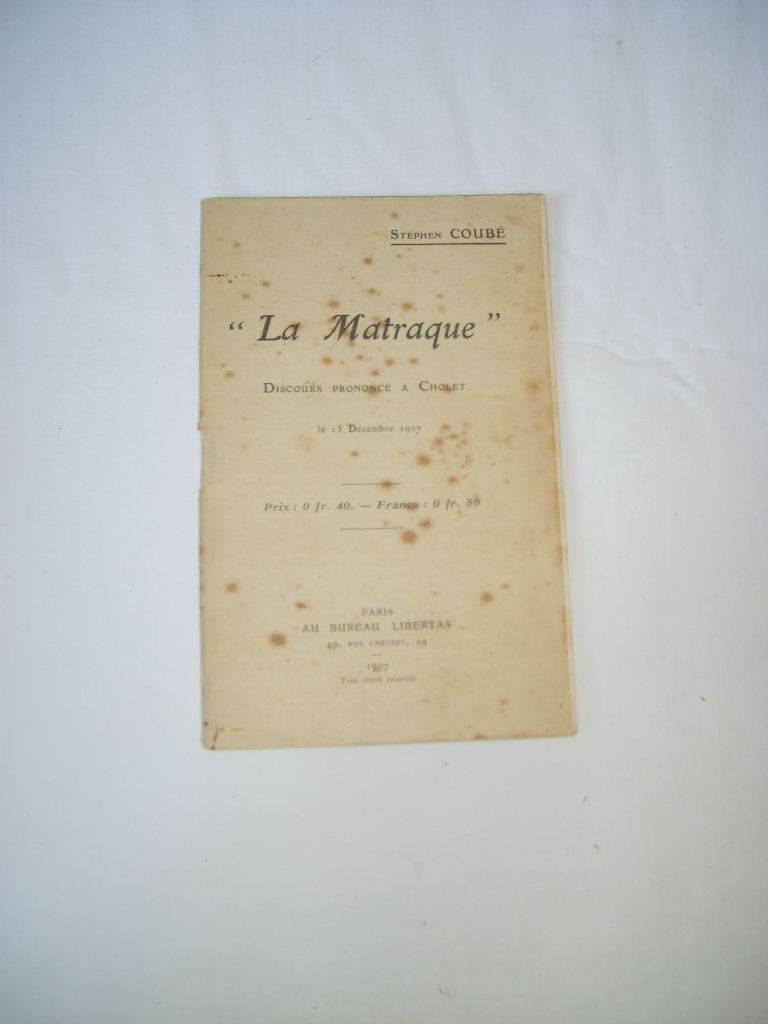 Stéphen COUBÉ
“ La Matraque ”
Discours prononcé a Cholet
le 15 Décembre 1907
Prix : 0 fr. 40. — Franco : 0 fr. 50
PARIS
AU BUREAU LIBERTAS
29, RUE CHEVERT, 29
1907
Tous droits réservés